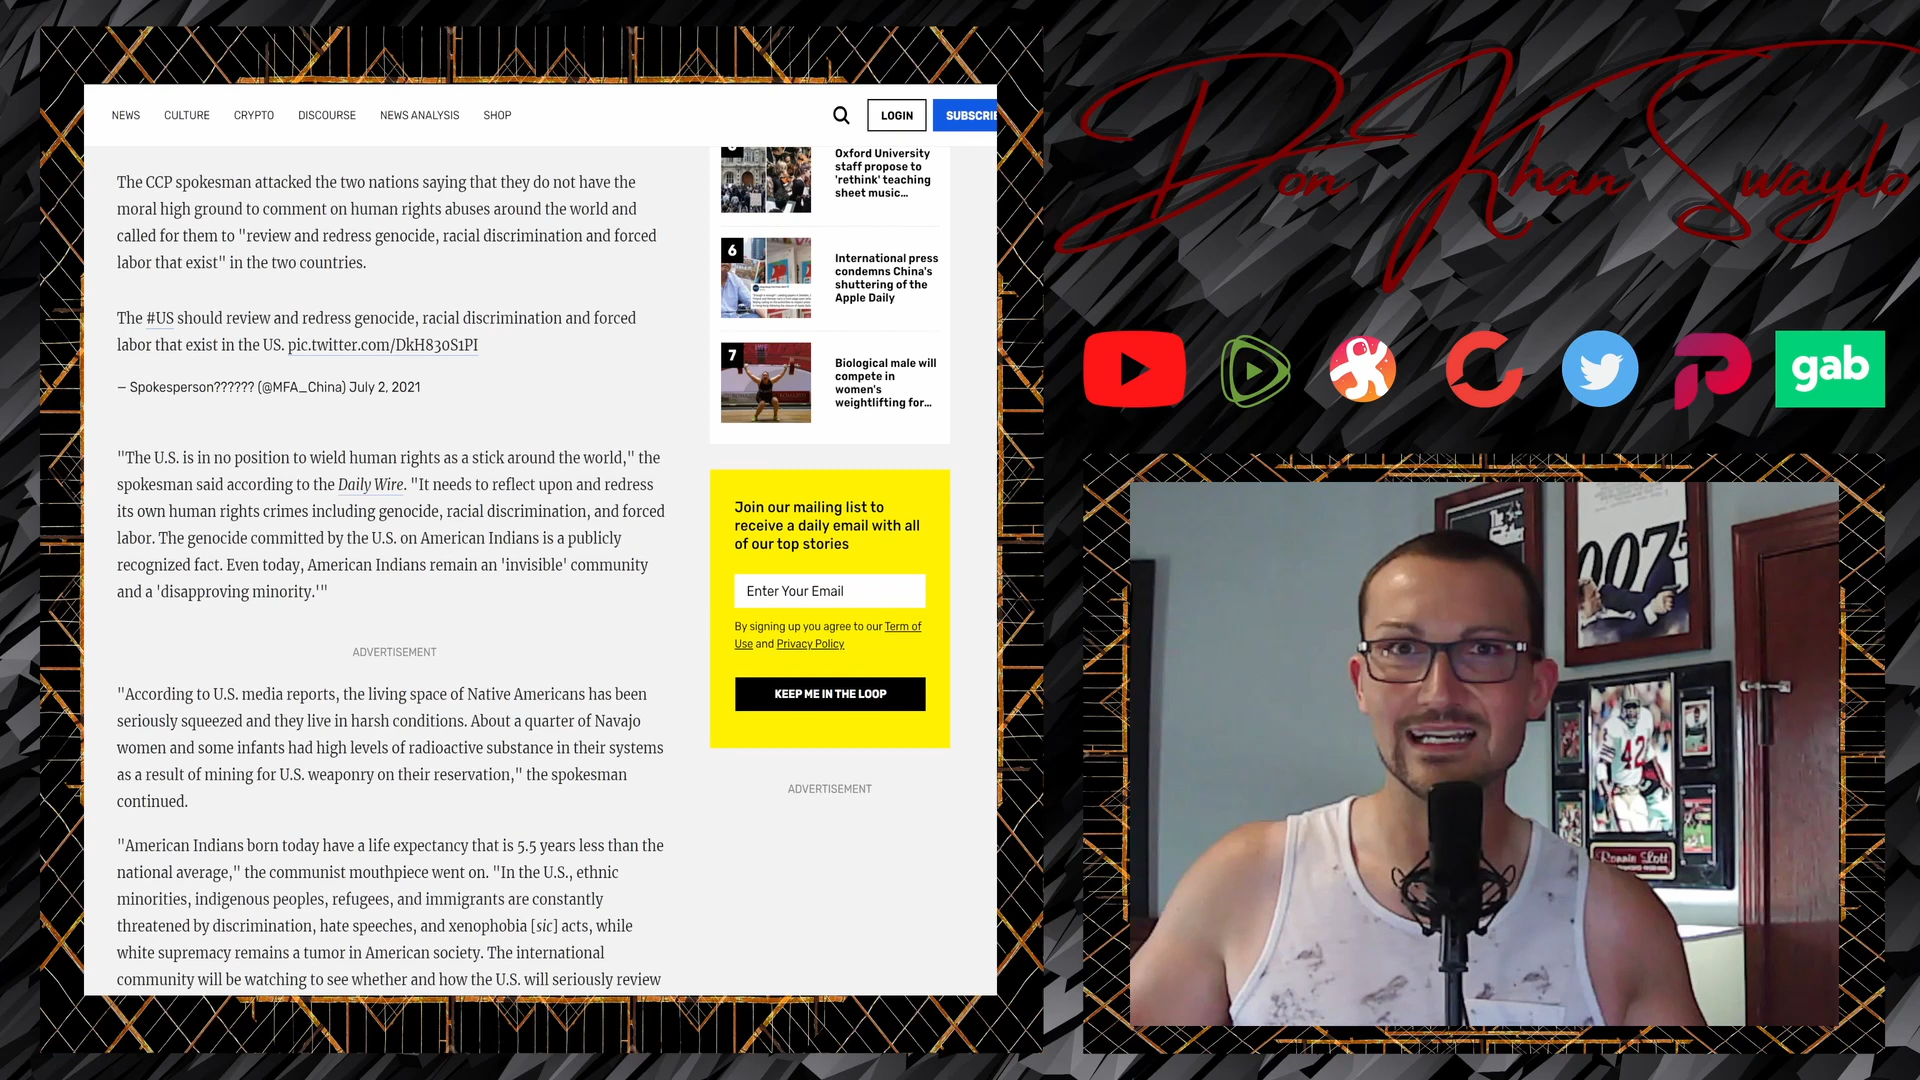 NEWS CULTURE CRYPTO DISCOURSE NEWS ANALYSIS SHOP
LOGIN
The CCP spokesman attacked the two nations saying that they do not have the
moral high ground to comment on human rights abuses around the world and
called for them to "review and redress genocide, racial discrimination and forced
labor that exist" in the two countries.
The #US should review and redress genocide, racial discrimination and forced
labor that exist in the US. pic.twitter.com/DkH830S1PI
— Spokesperson?????? (@MFA_China) July 2, 2021
"The U.S. is in no position to wield human rights as a stick around the world," the
spokesman said according to the Daily Wire. "It needs to reflect upon and redress
its own human rights crimes including genocide, racial discrimination, and forced
labor. The genocide committed by the U.S. on American Indians is a publicly
recognized fact. Even today, American Indians remain an 'invisible' community
and a 'disapproving minority.'"
ADVERTISEMENT
"According to U.S. media reports, the living space of Native Americans has been
seriously squeezed and they live in harsh conditions. About a quarter of Navajo
women and some infants had high levels of radioactive substance in their systems
as a result of mining for U.S. weaponry on their reservation," the spokesman
continued.
"American Indians born today have a life expectancy that is 5.5 years less than the
national average," the communist mouthpiece went on. "In the U.S., ethnic
minorities, indigenous peoples, refugees, and immigrants are constantly
threatened by discrimination, hate speeches, and xenophobia [sic] acts, while
white supremacy remains a tumor in American society. The international
community will be watching to see whether and how the U.S. will seriously review
Oxford University
staff propose to
'rethink' teaching
sheet music...
6
International press
condemns China's
shuttering of the
Apple Daily
7
Biological male will
compete in
women's
weightlifting for...
Join our mailing list to
receive a daily email with all
of our top stories
Enter Your Email
By signing up you agree to our Term of
Use and Privacy Policy
KEEP ME IN THE LOOP
ADVERTISEMENT
Don Khan Swaylo
gab
The
007
42
Ronnie Lott